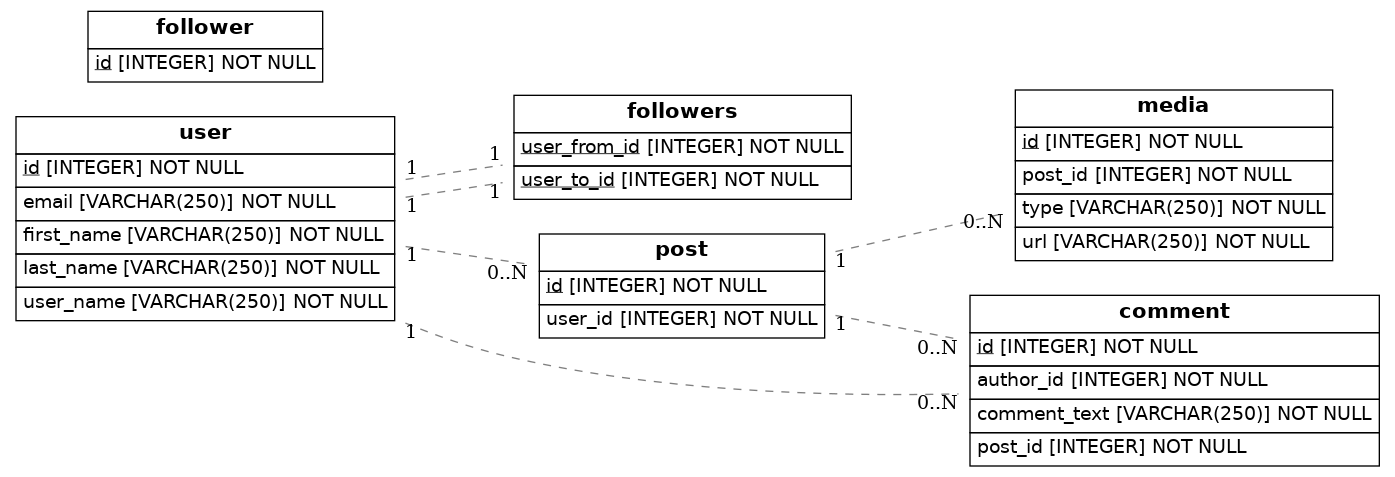 follower
id [INTEGER] NOT NULL
user
id [INTEGER] NOT NULL
email [VARCHAR(250)] NOT NULL
first_name [VARCHAR(250)] NOT NULL
last_name [VARCHAR(250)] NOT NULL
user_name [VARCHAR(250)] NOT NULL
1
1
1
1
1
1
0..N
0..N
followers
user_from_id [INTEGER] NOT NULL
user_to_id [INTEGER] NOT NULL
post
id [INTEGER] NOT NULL
user_id [INTEGER] NOT NULL
1
1
0..N
0..N
media
id [INTEGER] NOT NULL
post_id [INTEGER] NOT NULL
type [VARCHAR(250)] NOT NULL
url [VARCHAR(250)] NOT NULL
comment
id [INTEGER] NOT NULL
author_id [INTEGER] NOT NULL
comment_text [VARCHAR(250)] NOT NULL
post_id [INTEGER] NOT NULL